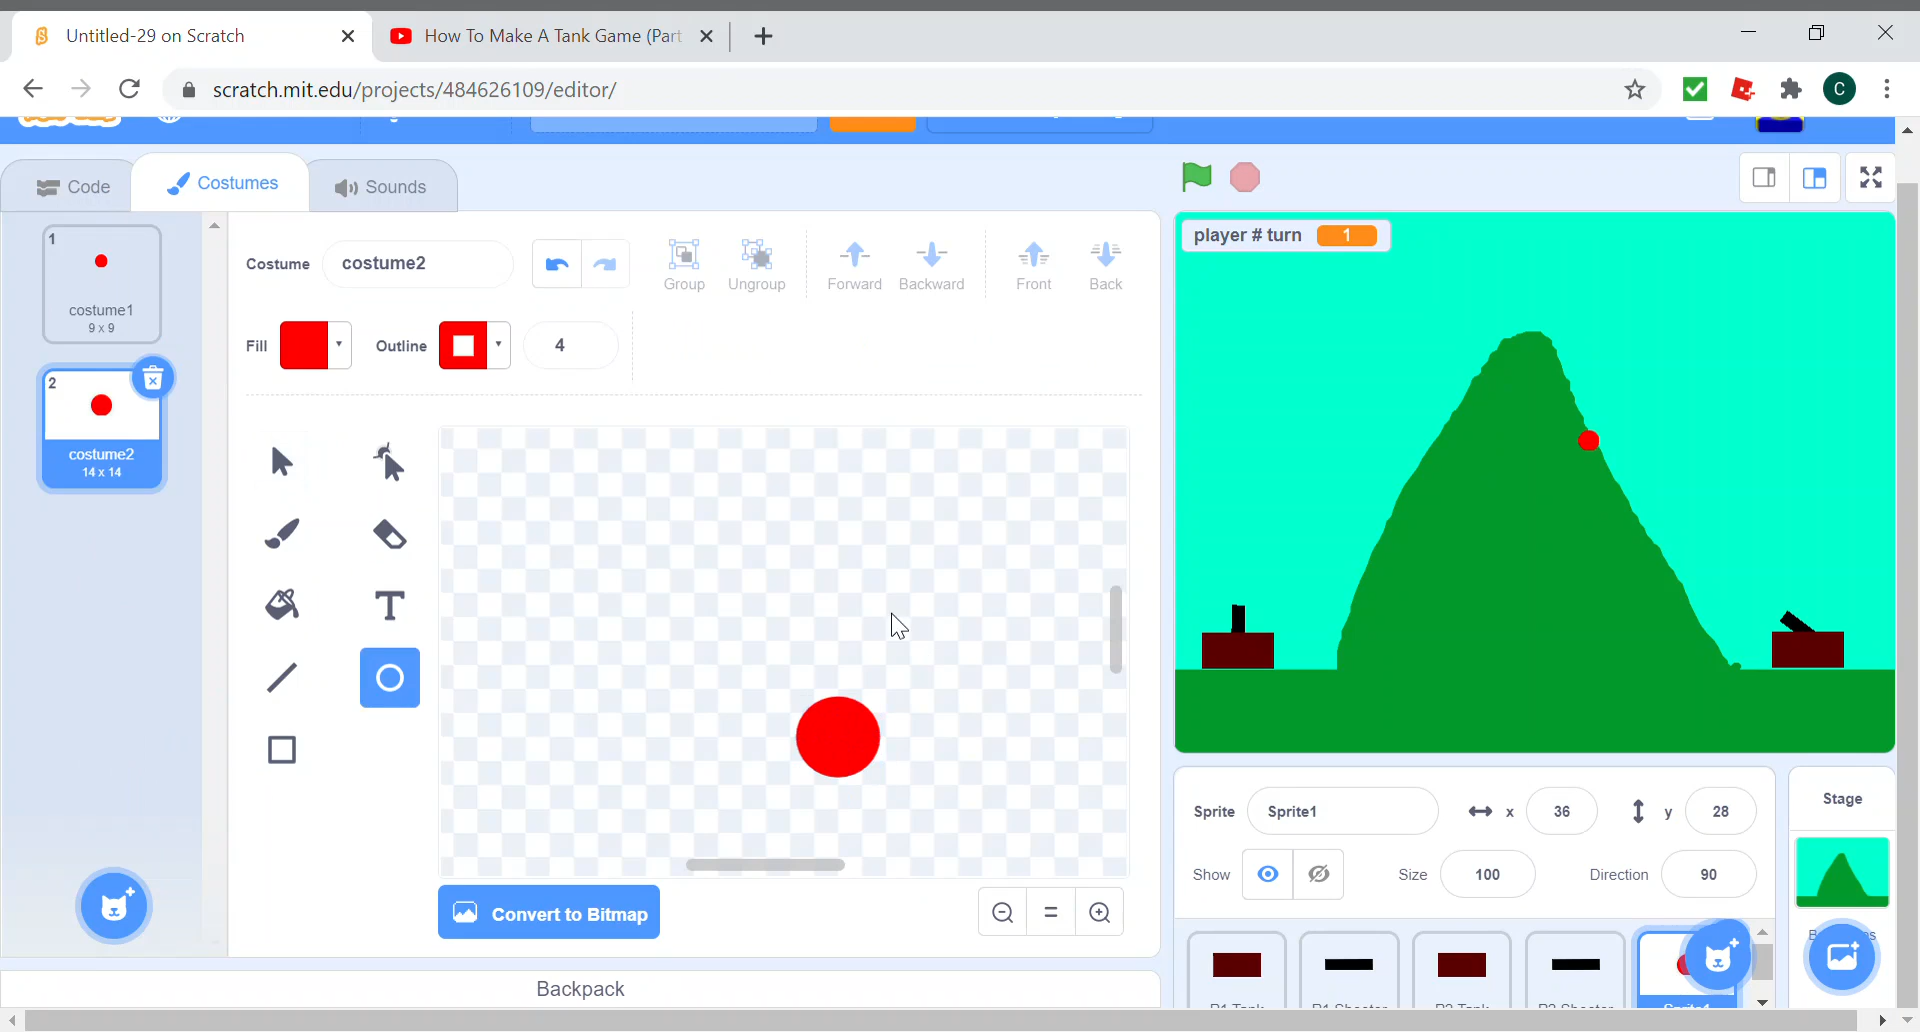 Untitled-29 on Scratch
How To Make A Tank Game (Part
scratch.mit.edu/projects/484626109/editor/
C
Code
Costumes
Sounds
player # turn 1
1
costume1
9 x 9
2
costume2
14 x 14
Costume costume2
Group
Ungroup
Forward
Backward
Front
Back
Fill
Outline
4
T
Convert to Bitmap
Backpack
Sprite Sprite1 x 36 y 28
Show
Size 100
Direction 90
Stage